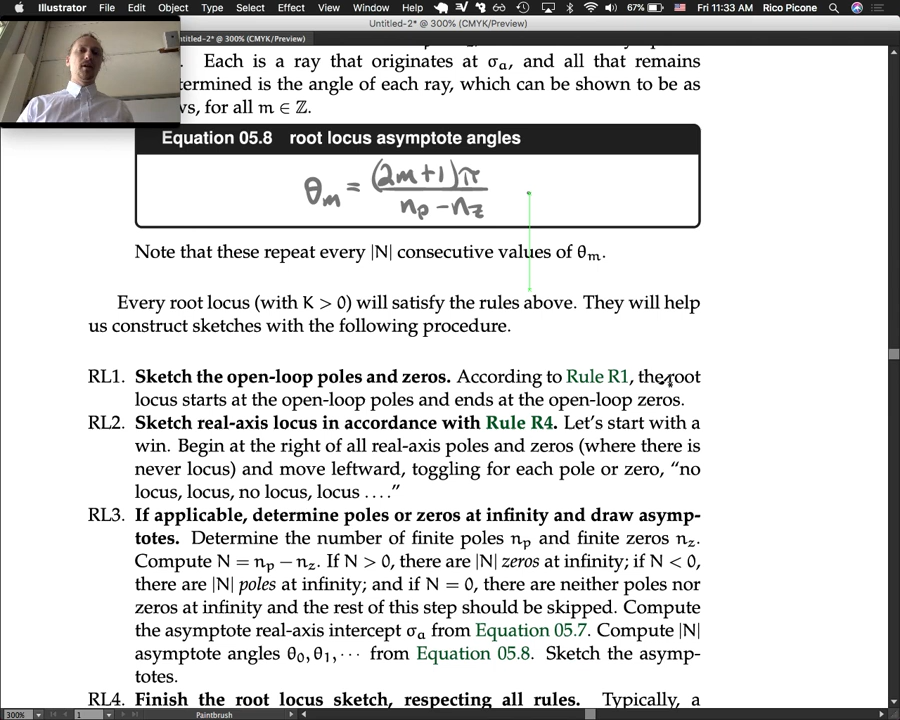 Illustrator File Edit Object Type Select Effect View Window Help 67% Fri 11:33 AM Rico Picone
Untitled-2* @ 300% (CMYK/Preview)
ntitled-2* @ 300% (CMYK/Preview)
Each is a ray that originates at σₐ, and all that remains
termined is the angle of each ray, which can be shown to be as
vs, for all m ∈ ℤ.
Equation 05.8 root locus asymptote angles
θₘ = (2m+1)π / nₚ − n_z
Note that these repeat every |N| consecutive values of θₘ.
Every root locus (with K > 0) will satisfy the rules above. They will help
us construct sketches with the following procedure.
RL1. Sketch the open-loop poles and zeros. According to Rule R1, the root
locus starts at the open-loop poles and ends at the open-loop zeros.
RL2. Sketch real-axis locus in accordance with Rule R4. Let's start with a
win. Begin at the right of all real-axis poles and zeros (where there is
never locus) and move leftward, toggling for each pole or zero, “no
locus, locus, no locus, locus ....”
RL3. If applicable, determine poles or zeros at infinity and draw asymp-
totes. Determine the number of finite poles nₚ and finite zeros n_z.
Compute N = nₚ − n_z. If N > 0, there are |N| zeros at infinity; if N < 0,
there are |N| poles at infinity; and if N = 0, there are neither poles nor
zeros at infinity and the rest of this step should be skipped. Compute
the asymptote real-axis intercept σₐ from Equation 05.7. Compute |N|
asymptote angles θ₀, θ₁, ··· from Equation 05.8. Sketch the asymp-
totes.
RL4. Finish the root locus sketch, respecting all rules. Typically, a
300% 1 Paintbrush